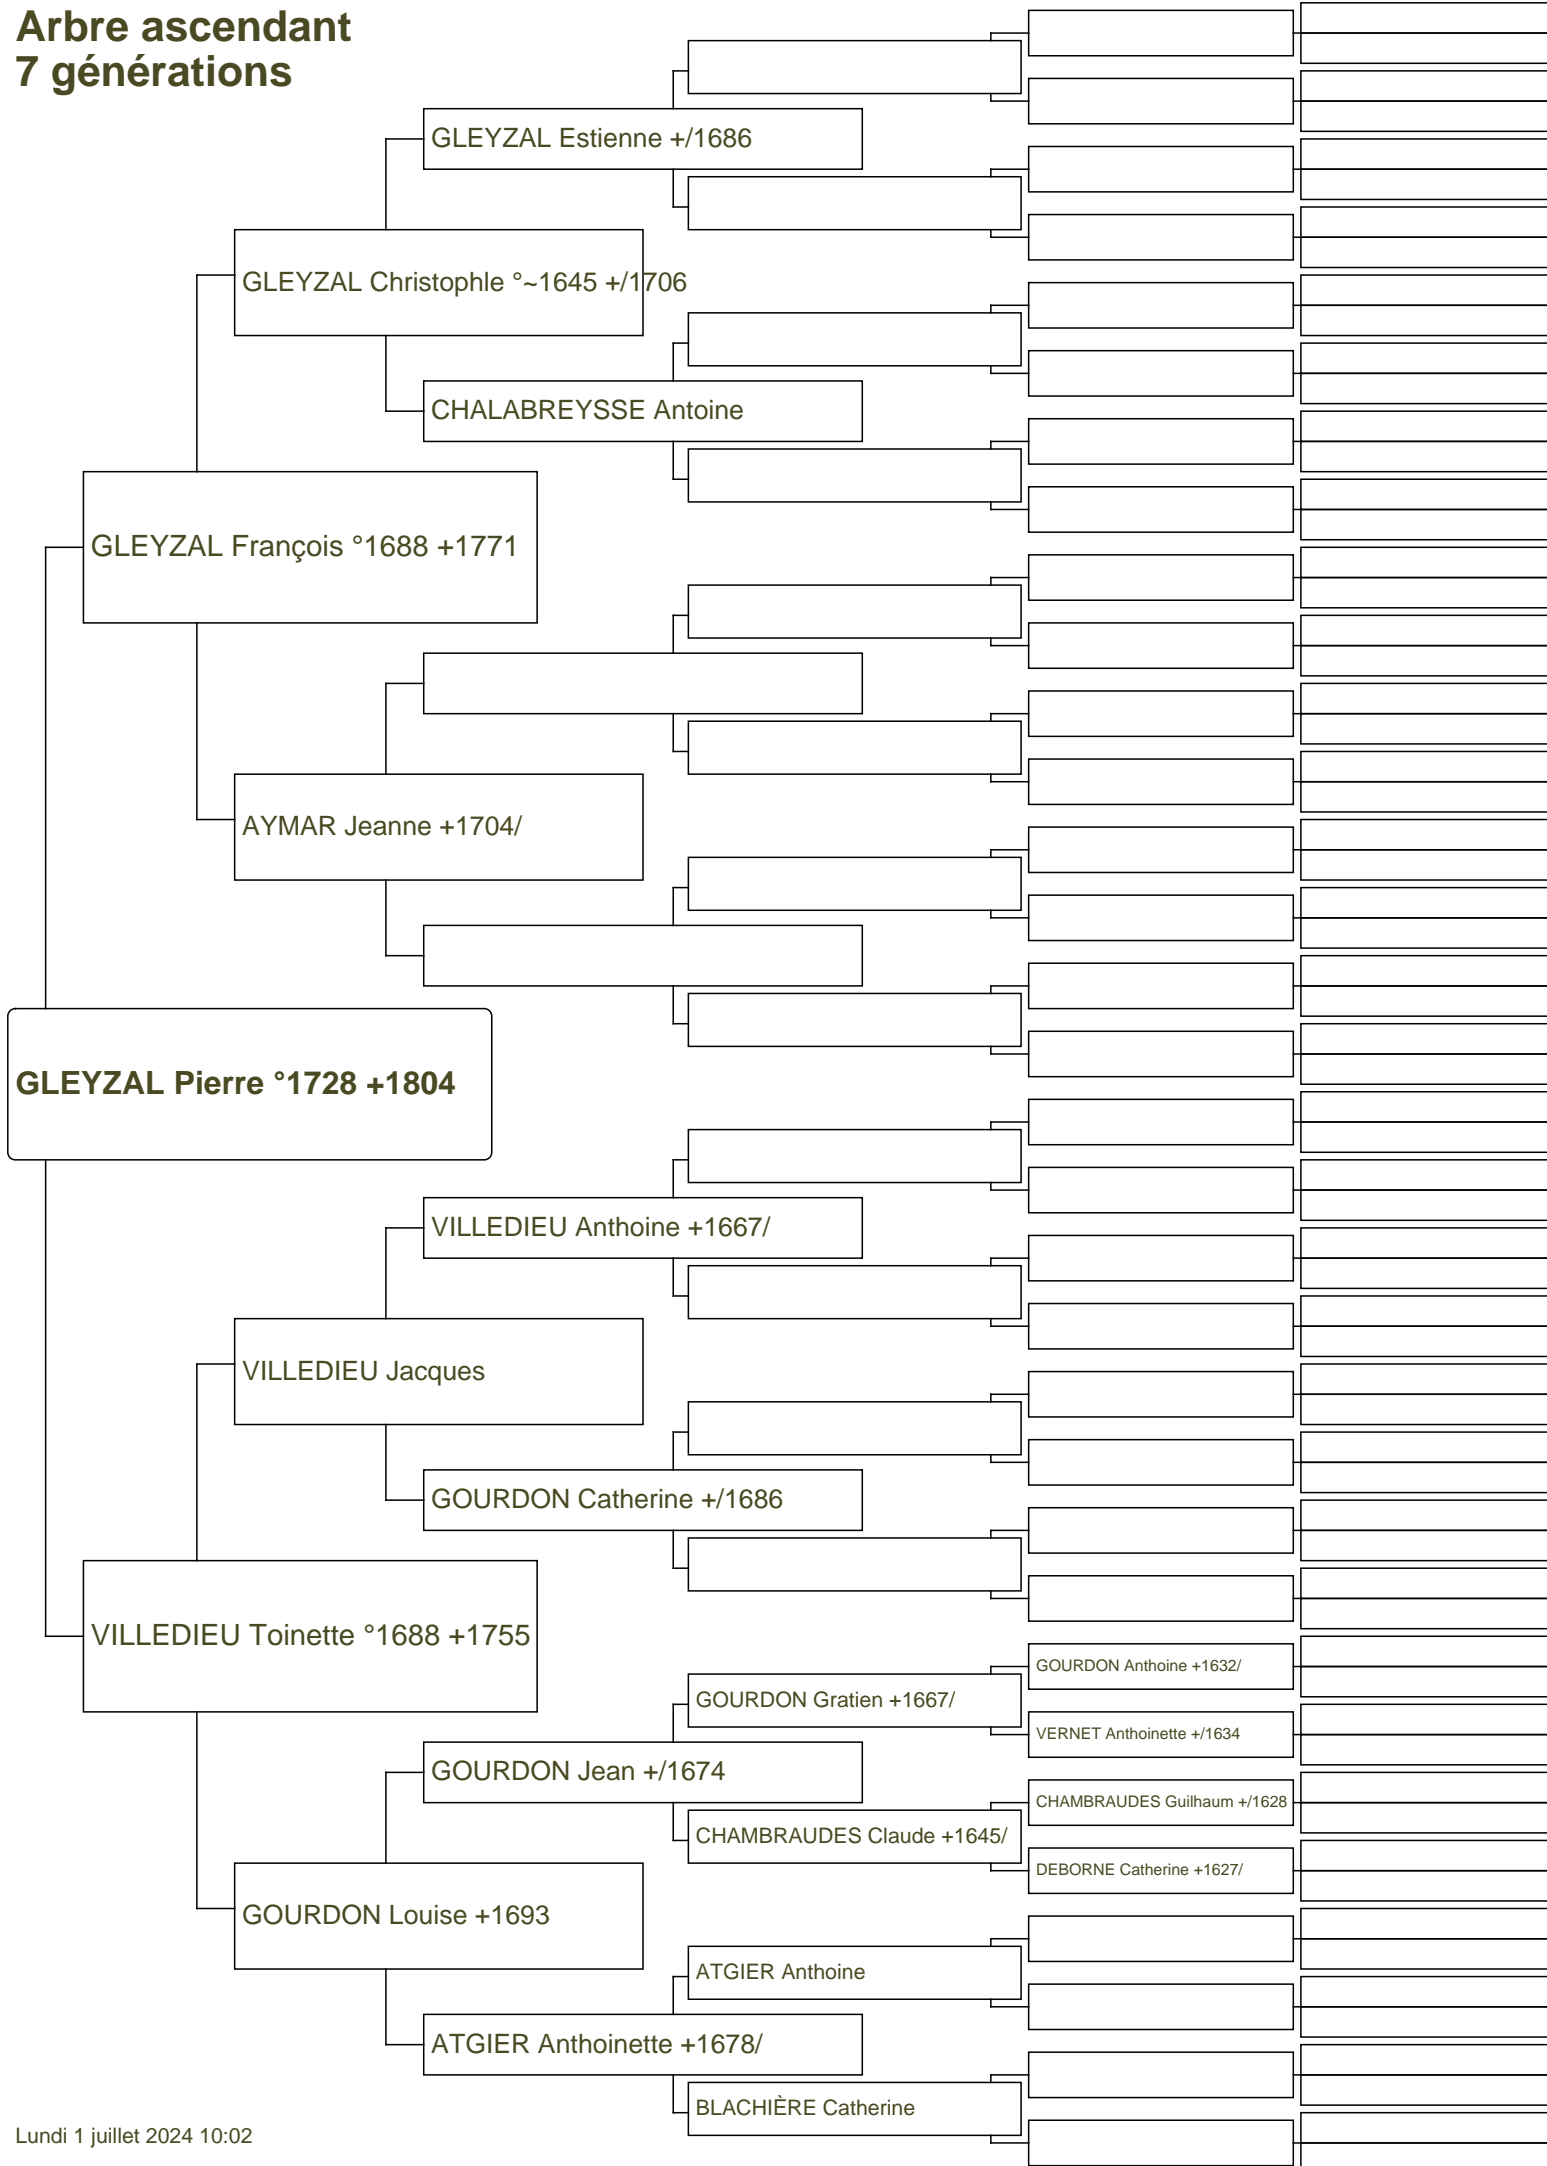 Arbre ascendant
7 générations
GLEYZAL Estienne +/1686
GLEYZAL Christophle °~1645 +/1706
CHALABREYSSE Antoine
GLEYZAL François °1688 +1771
AYMAR Jeanne +1704/
GLEYZAL Pierre °1728 +1804
VILLEDIEU Anthoine +1667/
VILLEDIEU Jacques
GOURDON Catherine +/1686
VILLEDIEU Toinette °1688 +1755
GOURDON Anthoine +1632/
GOURDON Gratien +1667/
VERNET Anthoinette +/1634
GOURDON Jean +/1674
CHAMBRAUDES Guilhaum +/1628
CHAMBRAUDES Claude +1645/
DEBORNE Catherine +1627/
GOURDON Louise +1693
ATGIER Anthoine
ATGIER Anthoinette +1678/
BLACHIÈRE Catherine
Lundi 1 juillet 2024 10:02